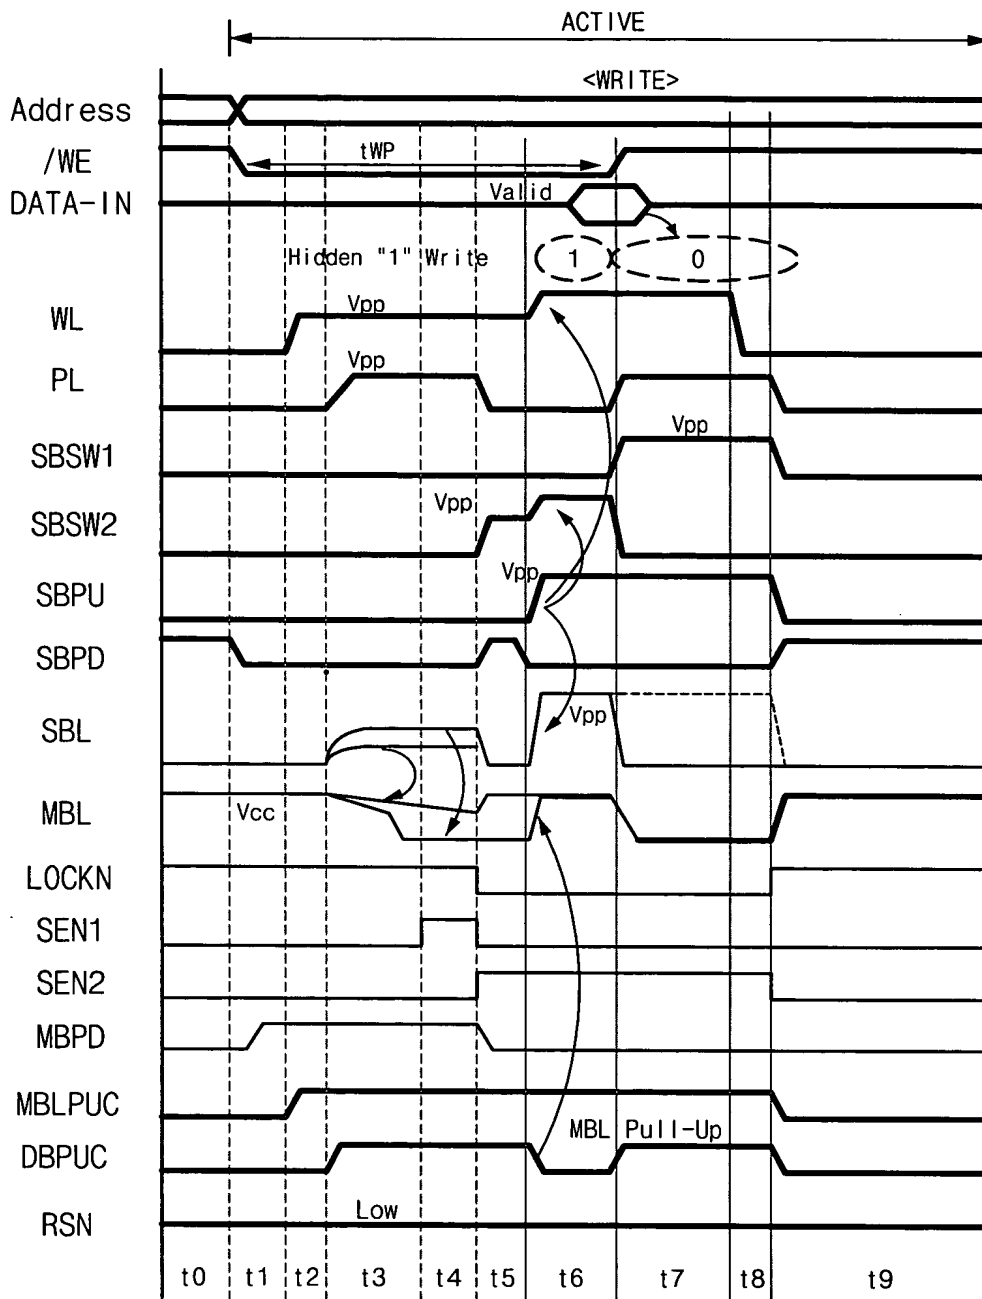 ACTIVE
<WRITE>
Address
/WE
tWP
DATA-IN
Valid
Hidden "1" Write
1
0
WL
Vpp
PL
Vpp
SBSW1
Vpp
SBSW2
Vpp
SBPU
Vpp
SBPD
SBL
Vpp
MBL
Vcc
LOCKN
SEN1
SEN2
MBPD
MBLPUC
DBPUC
MBL Pull-Up
RSN
Low
t0 t1 t2 t3 t4 t5 t6 t7 t8 t9